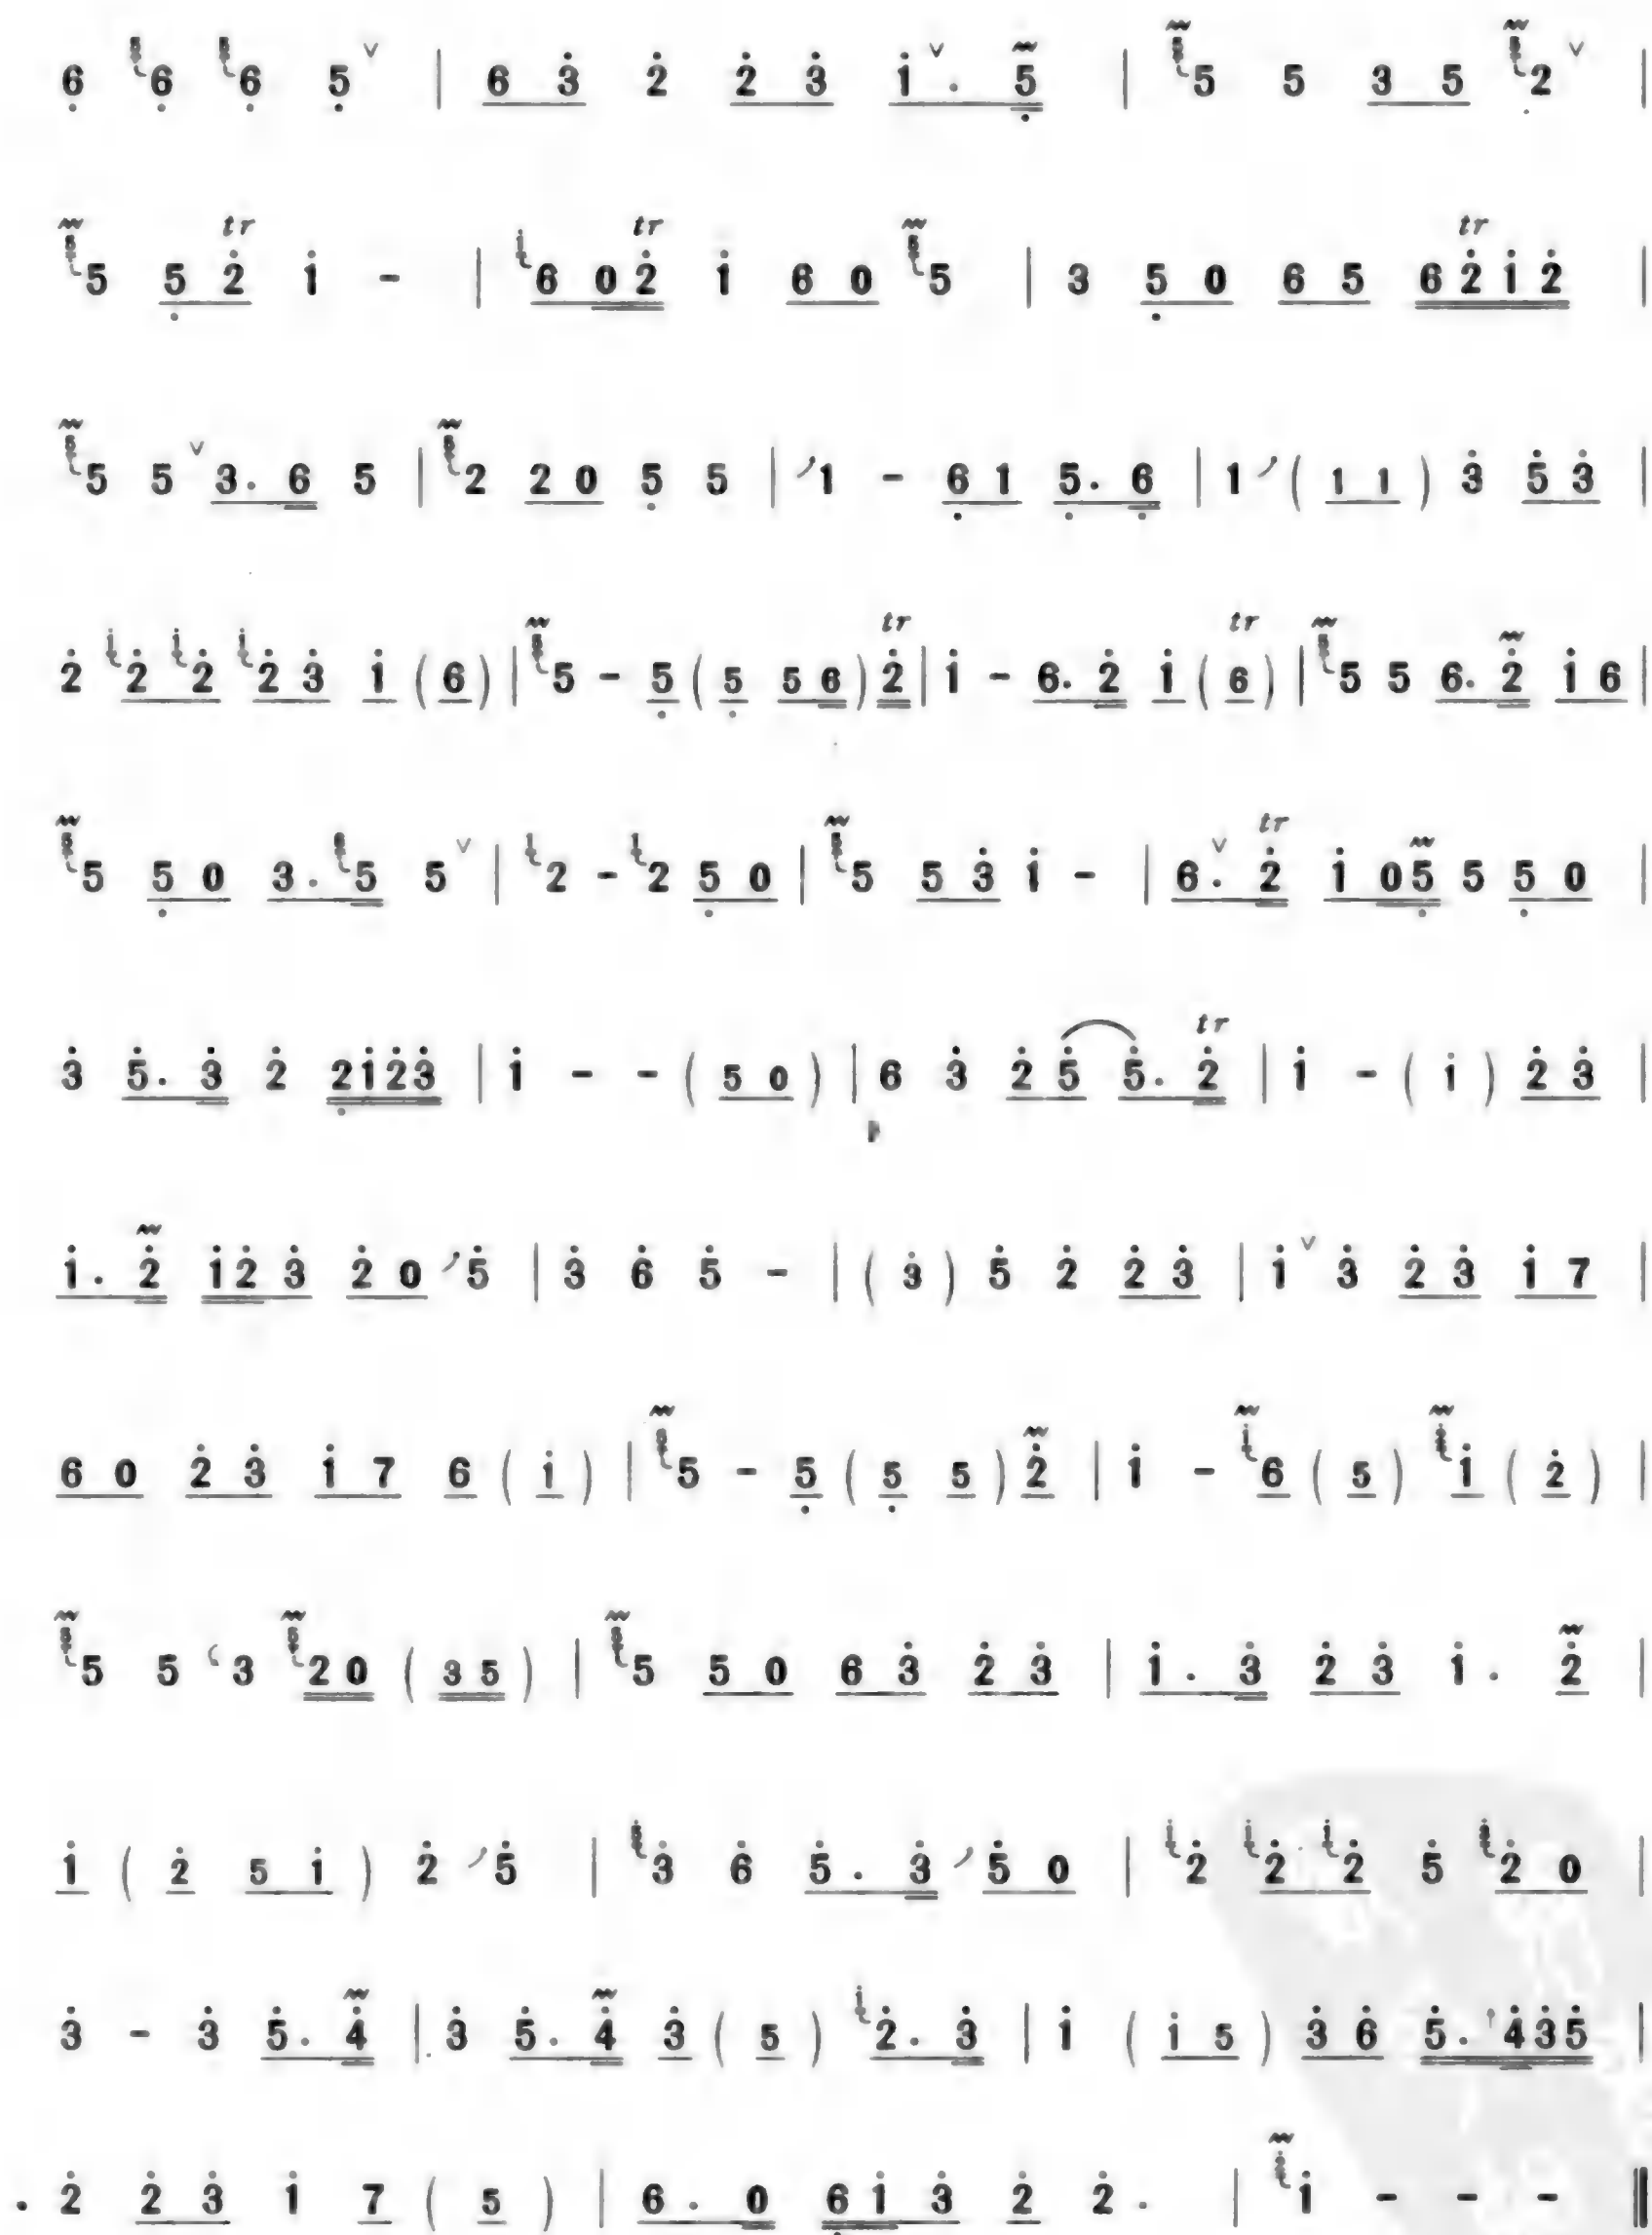 6̣ 6̣ 6̣ 5̣ ˅ | 6 3̇ 2̇ 2̇ 3̇ 1̇ ˅ . 5̣ | 5 5 3 5 2 ˅ |
5 5̣ tr 2̇ 1̇ - | 6 0 tr 2̇ 1̇ 6 0 5 | 3 5̣ 0 6 5 6 tr 2̇ 1̇ 2̇ |
5 5 ˅ 3. 6 5 | 2 2 0 5̣ 5 | 1 - 6̣ 1 5̣. 6̣ | 1 ( 1 1 ) 3̇ 5̇ 3̇ |
2̇ 2̇ 2̇ 2̇ 3̇ 1̇ ( 6 ) | 5 - 5̣ ( 5̣ 5 6 ) tr 2̇ | 1̇ - 6. 2̇ tr 1̇ ( 6 ) | 5 5 6. 2̇ 1̇ 6 |
5 5̣ 0 3. 5 5 ˅ | 2 - 2 5̣ 0 | 5 5 3̇ 1̇ - | 6. ˅ tr 2̇ 1̇ 0 5̣ 5 5̣ 0 |
3̇ 5̇. 3̇ 2̇ 2̣ 1̇ 2̇ 3̇ | 1̇ - - ( 5 0 ) | 6 3̇ 2̇ 5̇ 5̇. tr 2̇ | 1̇ - ( 1̇ ) 2̇ 3̇ |
1̇. 2̇ 1̇ 2̇ 3̇ 2̇ 0 5̇ | 3̇ 6̇ 5̇ - | ( 3̇ ) 5̇ 2̇ 2̇ 3̇ | 1̇ ˅ 3̇ 2̇ 3̇ 1̇ 7 |
6 0 2̇ 3̇ 1̇ 7 6 ( 1̇ ) | 5 - 5̣ ( 5̣ 5 ) 2̇ | 1̇ - 6 ( 5 ) 1̇ ( 2̇ ) |
5 5 3 2 0 ( 3 5 ) | 5 5 0 6 3̇ 2̇ 3̇ | 1̇. 3̇ 2̇ 3̇ 1̇. 2̇ |
1̇ ( 2̇ 5 1̇ ) 2̇ 5̇ | 3̇ 6̇ 5̇. 3̇ 5̇ 0 | 2̇ 2̇ 2̇ 5̇ 2̇ 0 |
3̇ - 3̇ 5̇. 4̇ | 3̇ 5̇. 4̇ 3̇ ( 5 ) 2̇. 3̇ | 1̇ ( 1̇ 5 ) 3̇ 6̇ 5̇. 4̇ 3̇ 5̇ |
2̇ 2̇ 3̇ 1̇ 7 ( 5 ) | 6. 0 6̣ 1̇ 3̇ 2̇ 2̇. | 1̇ - - - ‖